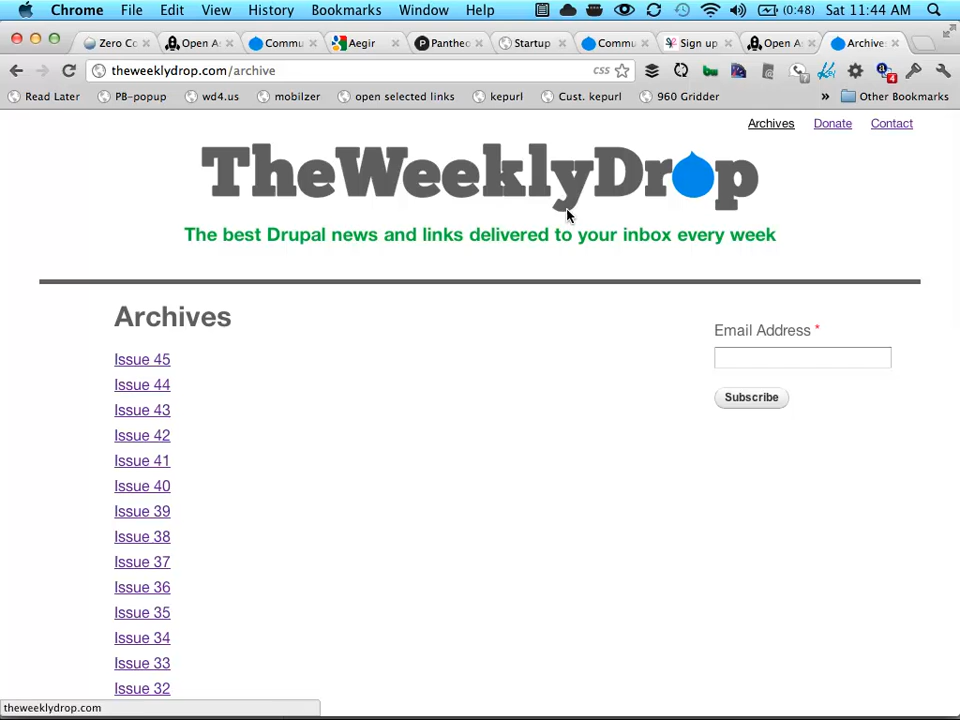 Chrome File Edit View History Bookmarks Window Help (0:48) Sat 11:44 AM
Zero Co Open A Commu Aegir Pantheo Startup Commu Sign up Open A Archive
theweeklydrop.com/archive CSS
Read Later PB-popup wd4.us mobilzer open selected links kepurl Cust. kepurl 960 Gridder » Other Bookmarks
Archives Donate Contact
TheWeeklyDrop
The best Drupal news and links delivered to your inbox every week
Archives
Email Address *
Issue 45
Issue 44
Subscribe
Issue 43
Issue 42
Issue 41
Issue 40
Issue 39
Issue 38
Issue 37
Issue 36
Issue 35
Issue 34
Issue 33
Issue 32
theweeklydrop.com